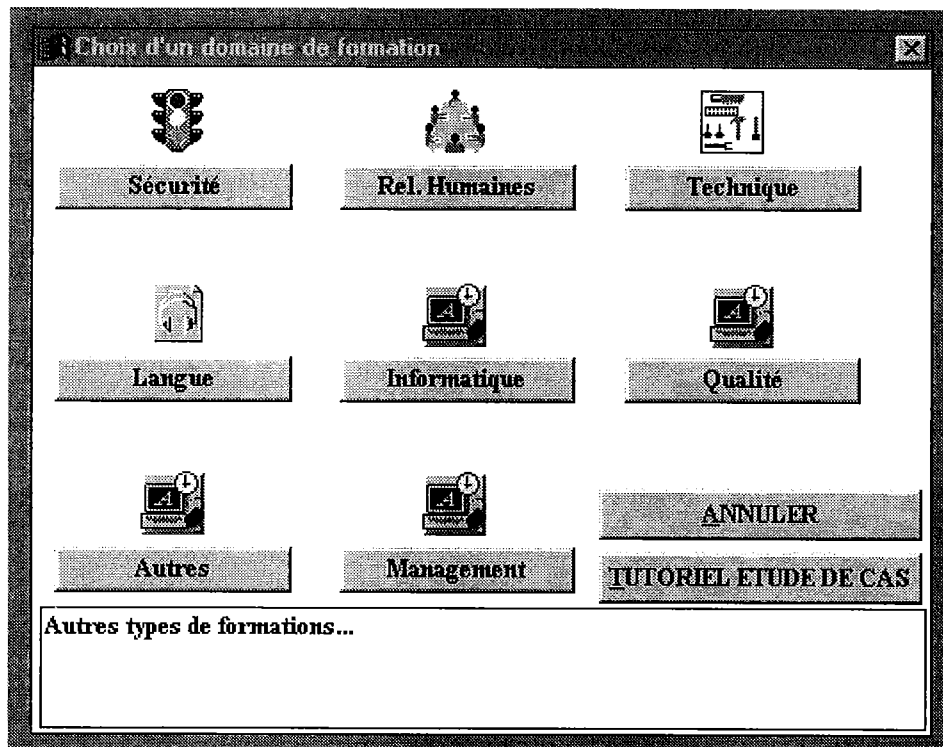 Choix d'un domaine de formation
Sécurité
Rel. Humaines
Technique
Langue
Informatique
Qualité
Autres
Management
ANNULER
TUTORIEL ETUDE DE CAS
Autres types de formations...